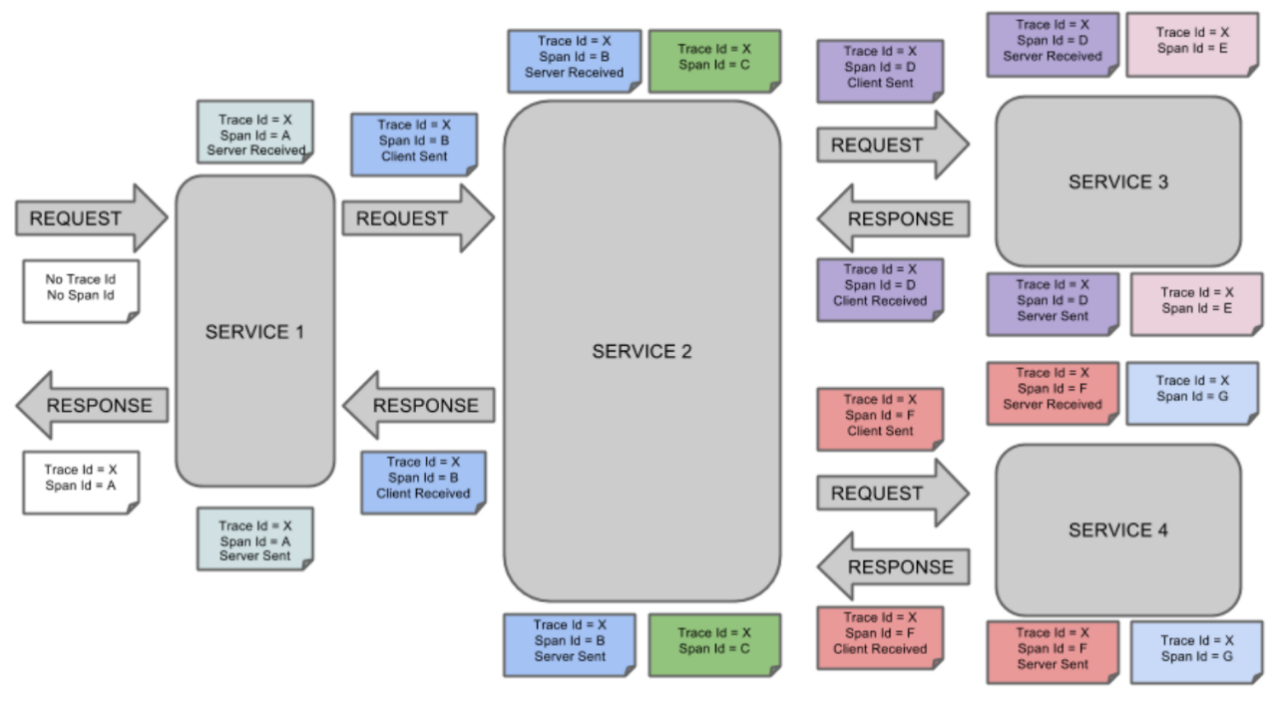 Trace Id = X
Span Id = B
Server Received
Trace Id = X
Span Id = C
Trace Id = X
Span Id = D
Client Sent
Trace Id = X
Span Id = D
Server Received
Trace Id = X
Span Id = E
Trace Id = X
Span Id = A
Server Received
Trace Id = X
Span Id = B
Client Sent
REQUEST
SERVICE 3
REQUEST
REQUEST
RESPONSE
No Trace Id
No Span Id
Trace Id = X
Span Id = D
Client Received
Trace Id = X
Span Id = D
Server Sent
Trace Id = X
Span Id = E
SERVICE 1
SERVICE 2
Trace Id = X
Span Id = F
Client Sent
Trace Id = X
Span Id = F
Server Received
Trace Id = X
Span Id = G
RESPONSE
RESPONSE
Trace Id = X
Span Id = A
Trace Id = X
Span Id = B
Client Received
REQUEST
SERVICE 4
Trace Id = X
Span Id = A
Server Sent
RESPONSE
Trace Id = X
Span Id = B
Server Sent
Trace Id = X
Span Id = C
Trace Id = X
Span Id = F
Client Received
Trace Id = X
Span Id = F
Server Sent
Trace Id = X
Span Id = G